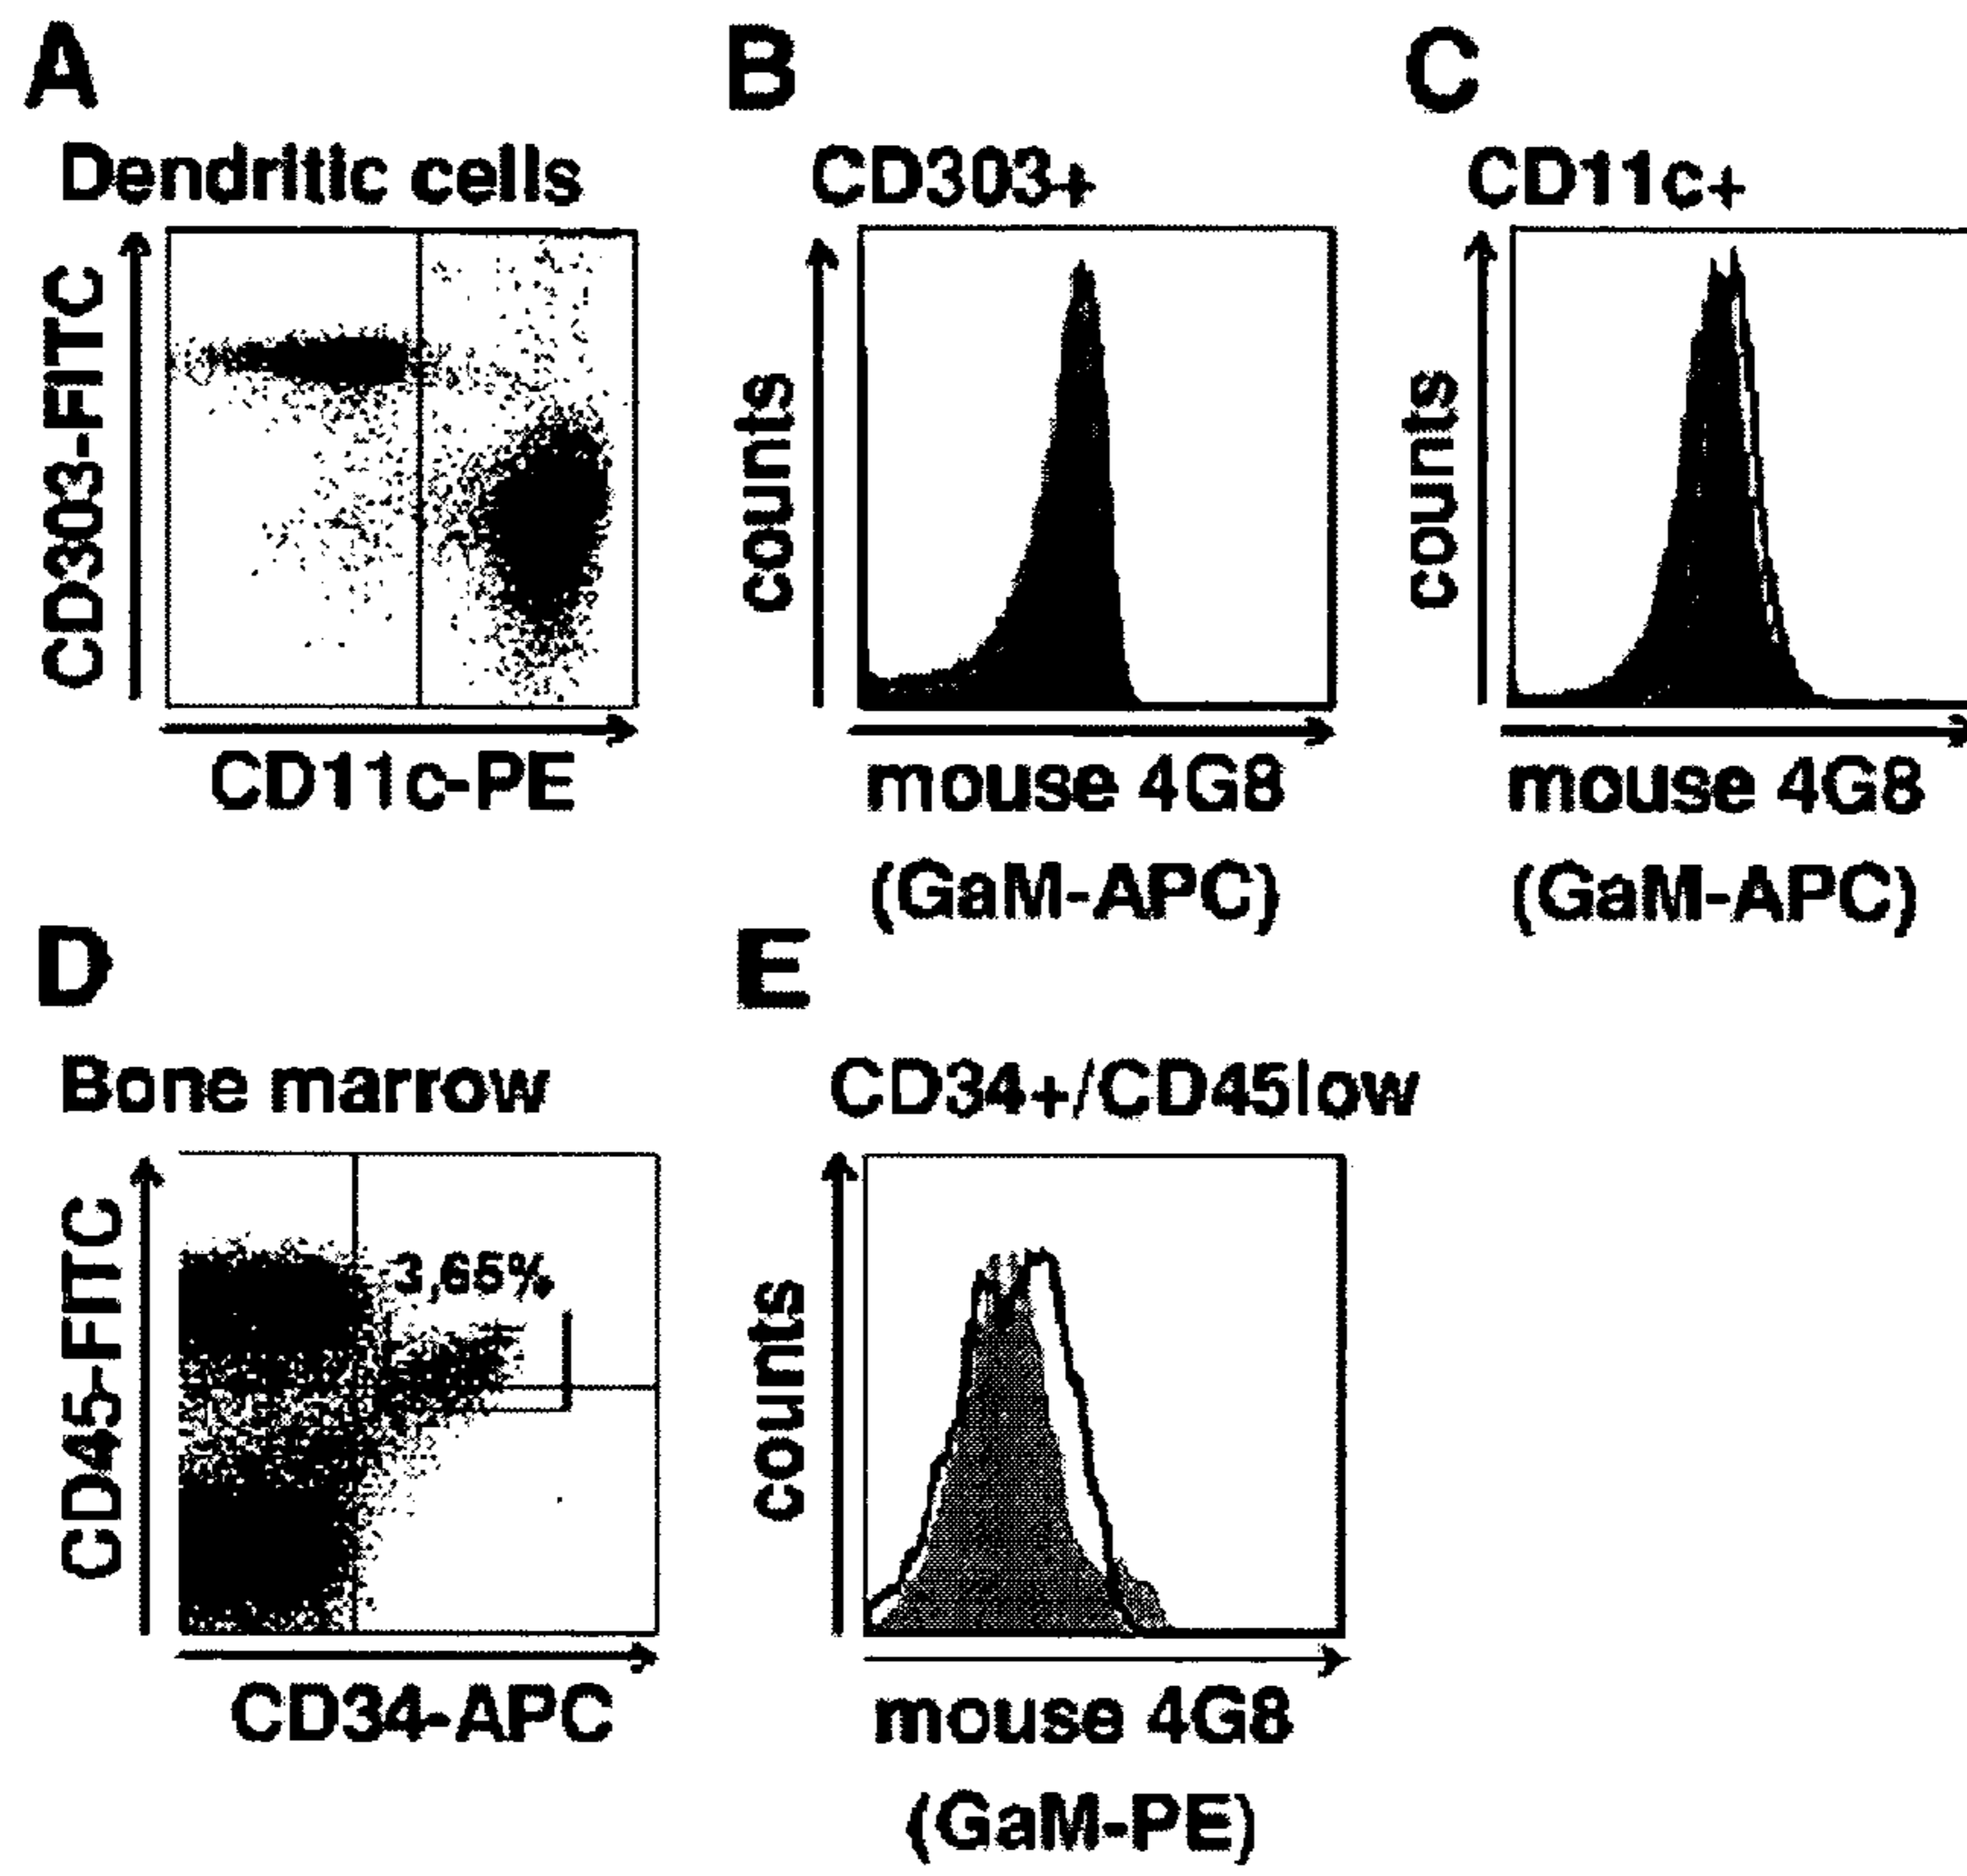 A
Dendritic cells
CD303-FITC
CD11c-PE
B
CD303+
counts
mouse 4G8
(GaM-APC)
C
CD11c+
counts
mouse 4G8
(GaM-APC)
D
Bone marrow
CD45-FITC
3,65%
CD34-APC
E
CD34+/CD45low
counts
mouse 4G8
(GaM-PE)